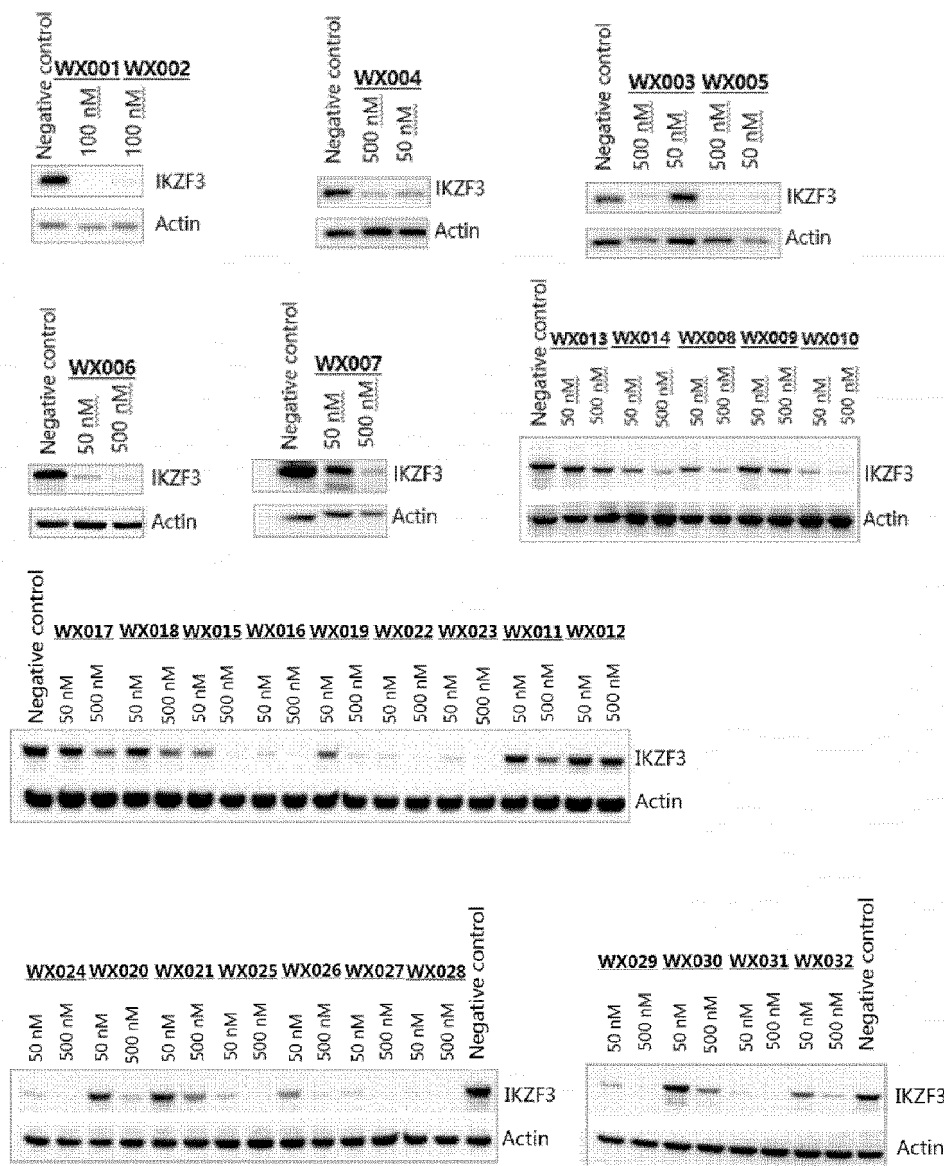 Negative control
WX001 WX002
100 nM
100 nM
IKZF3
Actin
Negative control
WX004
500 nM
50 nM
IKZF3
Actin
Negative control
WX003 WX005
500 nM
50 nM
500 nM
50 nM
IKZF3
Actin
Negative control
WX006
50 nM
500 nM
IKZF3
Actin
Negative control
WX007
50 nM
500 nM
IKZF3
Actin
Negative control
WX013 WX014 WX008 WX009 WX010
50 nM
500 nM
50 nM
500 nM
50 nM
500 nM
50 nM
500 nM
50 nM
500 nM
IKZF3
Actin
Negative control
WX017 WX018 WX015 WX016 WX019 WX022 WX023 WX011 WX012
50 nM
500 nM
50 nM
500 nM
50 nM
500 nM
50 nM
500 nM
50 nM
500 nM
50 nM
500 nM
50 nM
500 nM
50 nM
500 nM
50 nM
500 nM
IKZF3
Actin
WX024 WX020 WX021 WX025 WX026 WX027 WX028
50 nM
500 nM
50 nM
500 nM
50 nM
500 nM
50 nM
500 nM
50 nM
500 nM
50 nM
500 nM
50 nM
500 nM
Negative control
IKZF3
Actin
WX029 WX030 WX031 WX032
50 nM
500 nM
50 nM
500 nM
50 nM
500 nM
50 nM
500 nM
Negative control
IKZF3
Actin